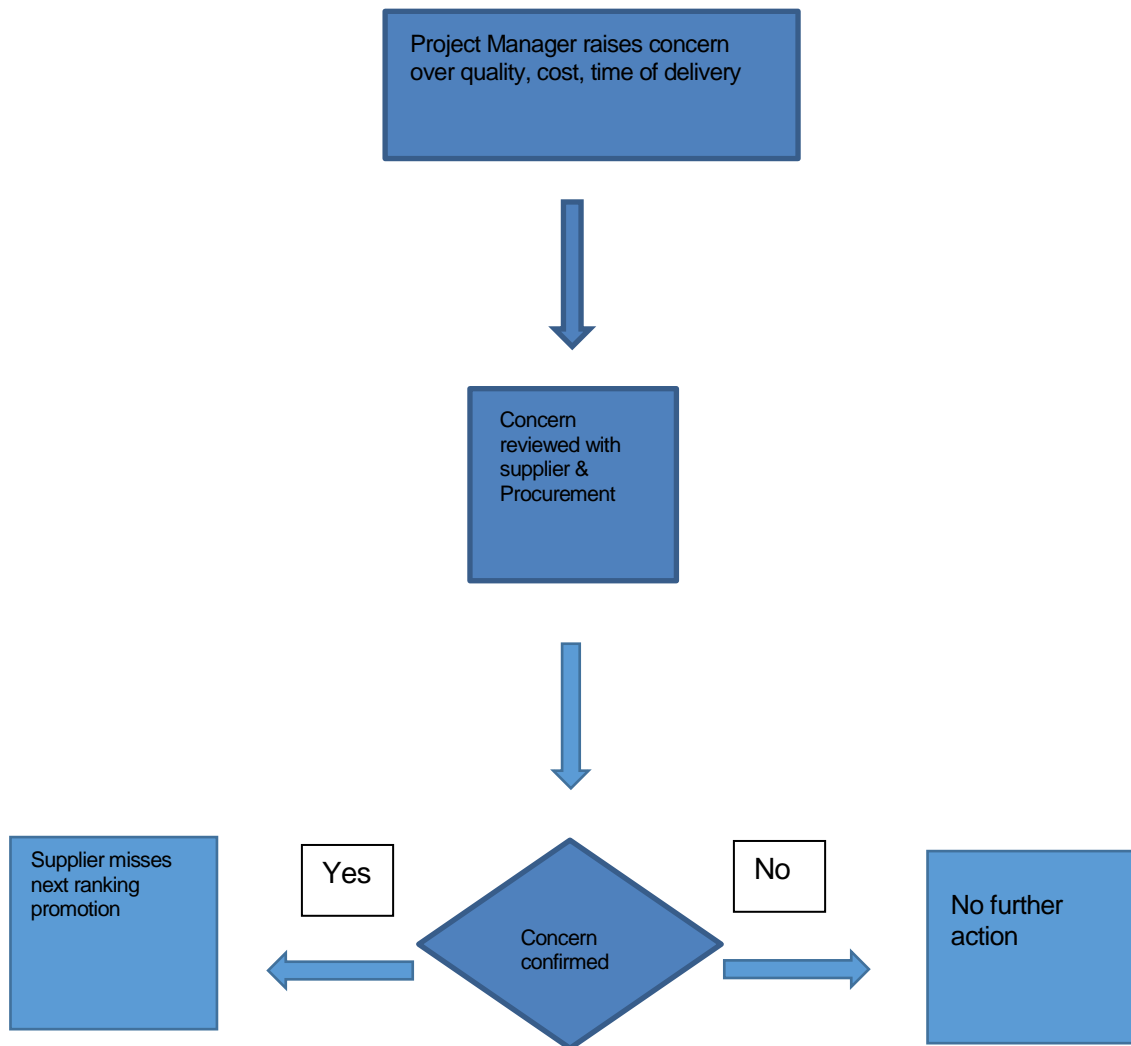 Project Manager raises concern
over quality, cost, time of delivery
Concern
reviewed with
supplier &
Procurement
Supplier misses
next ranking
promotion
Yes
Concern
confirmed
No
No further
action